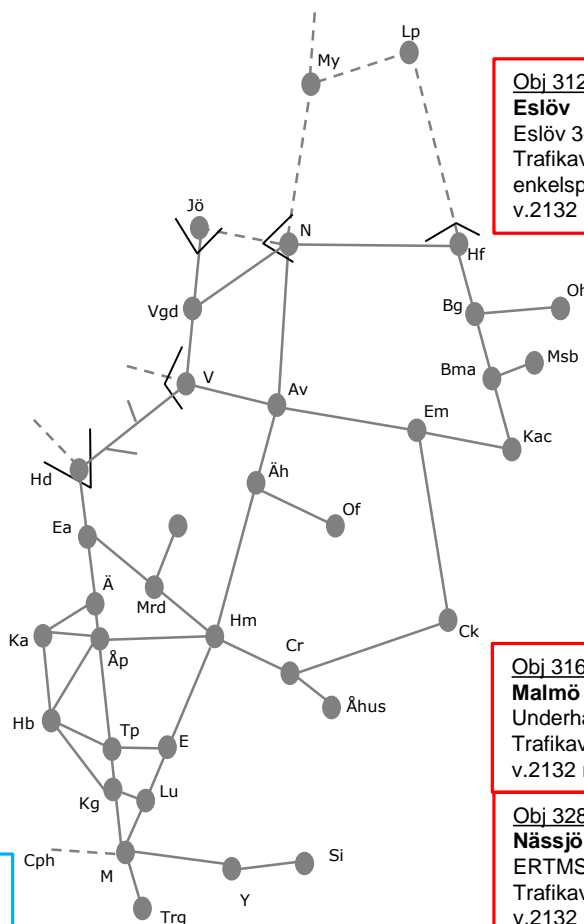 Lp
My
Obj 312
Eslöv
Eslöv 3
Trafikav
enkelsp
v.2132
Jö
N
Hf
Vgd
Bg
Oh
V
Bma
Msb
Av
Em
Kac
Hd
Äh
Of
Ea
Ä
Mrd
Hm
Ka
Åp
Cr
Ck
Åhus
Obj 316
Malmö
Underha
Trafikav
v.2132
Hb
Tp
E
Kg
Lu
Obj 328
Nässjö
ERTMS
Trafikav
v.2132
Cph
M
Y
Si
Trg